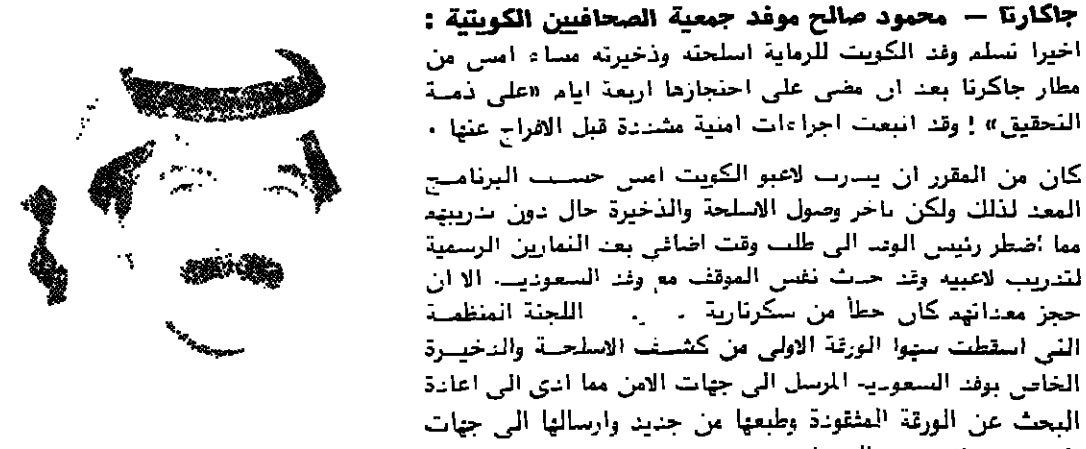 جاكارتا — محمود صالح موفد جمعية الصحافيين الكويتية :
اخيرا تسلم وفد الكويت للرماية اسلحته وذخيرته مساء امس من
مطار جاكرتا بعد ان مضى على احتجازها اربعة ايام «على ذمة
التحقيق» ! وقد اتبعت اجراءات امنية مشددة قبل الافراج عنها .
كان من المقرر ان يتدرب لاعبو الكويت امس حسب البرنامج
المعد لذلك ولكن تاخر وصول الاسلحة والذخيرة حال دون تدريبهم
مما اضطر رئيس الوفد الى طلب وقت اضافي بعد التمارين الرسمية
لتدريب لاعبيه وقد حدث نفس الموقف مع وفد السعودية الا ان
حجز معداتهم كان خطأ من سكرتارية اللجنة المنظمة
التي اسقطت سهوا الورقة الاولى من كشف الاسلحة والذخيرة
الخاص بوفد السعودية المرسل الى جهات الامن مما ادى الى اعادة
البحث عن الورقة المفقودة وطبعها من جديد وارسالها الى جهات